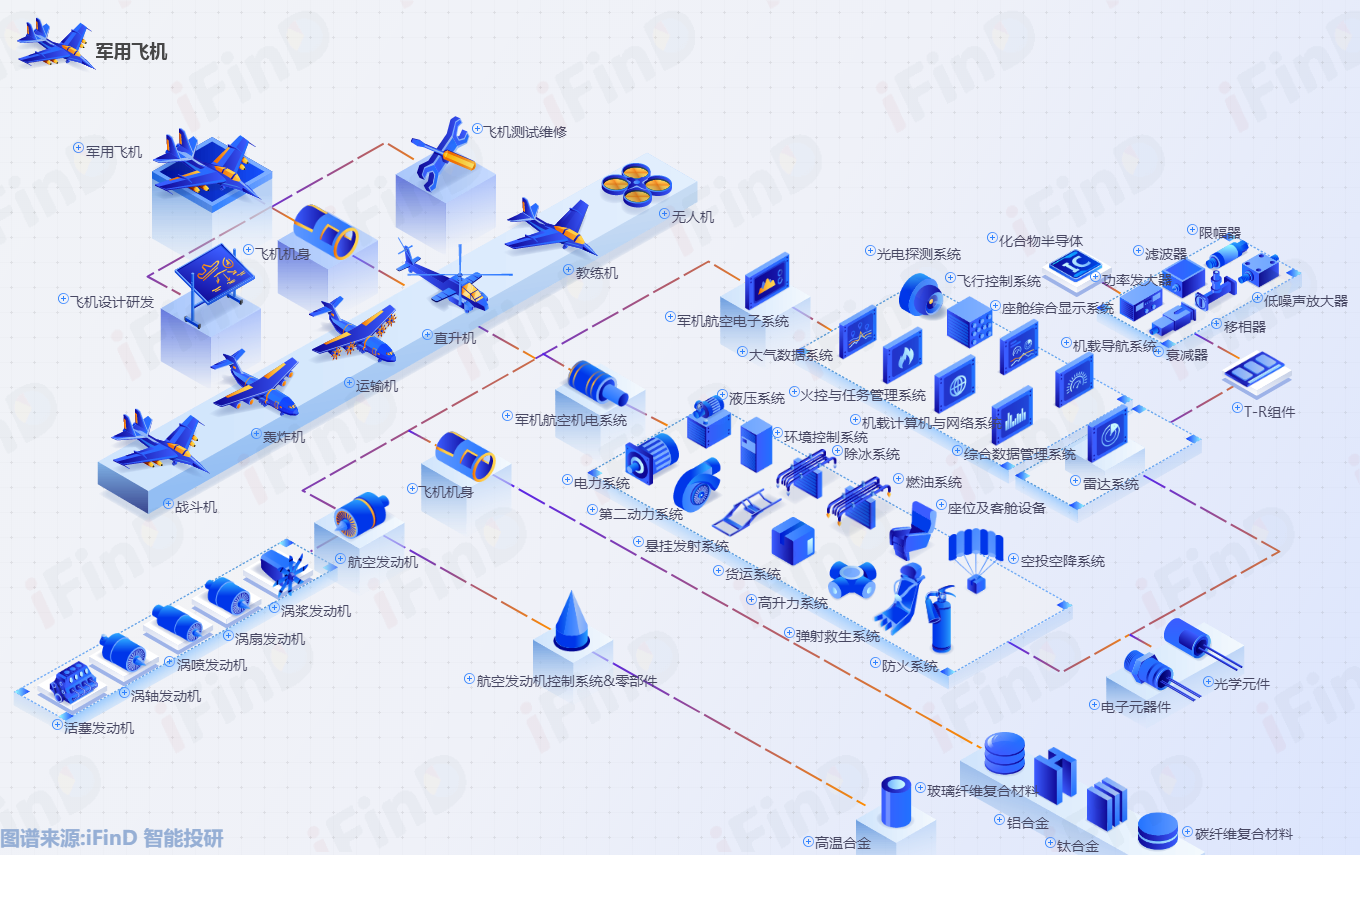 军用飞机
飞机测试维修
军用飞机
无人机
限幅器
化合物半导体
飞机机身
光电探测系统
滤波器
教练机
飞行控制系统
功率发大器
飞机设计研发
低噪声放大器
座舱综合显示系统
军机航空电子系统
移相器
直升机
机载导航系统
大气数据系统
衰减器
运输机
火控与任务管理系统
液压系统
T-R组件
军机航空机电系统
机载计算机与网络系统
轰炸机
环境控制系统
除冰系统
综合数据管理系统
电力系统
燃油系统
雷达系统
飞机机身
战斗机
座位及客舱设备
第二动力系统
悬挂发射系统
航空发动机
空投空降系统
货运系统
高升力系统
涡桨发动机
弹射救生系统
涡扇发动机
涡喷发动机
防火系统
航空发动机控制系统&零部件
光学元件
涡轴发动机
电子元器件
活塞发动机
玻璃纤维复合材料
铝合金
碳纤维复合材料
高温合金
钛合金
图谱来源:iFinD 智能投研
iFinD